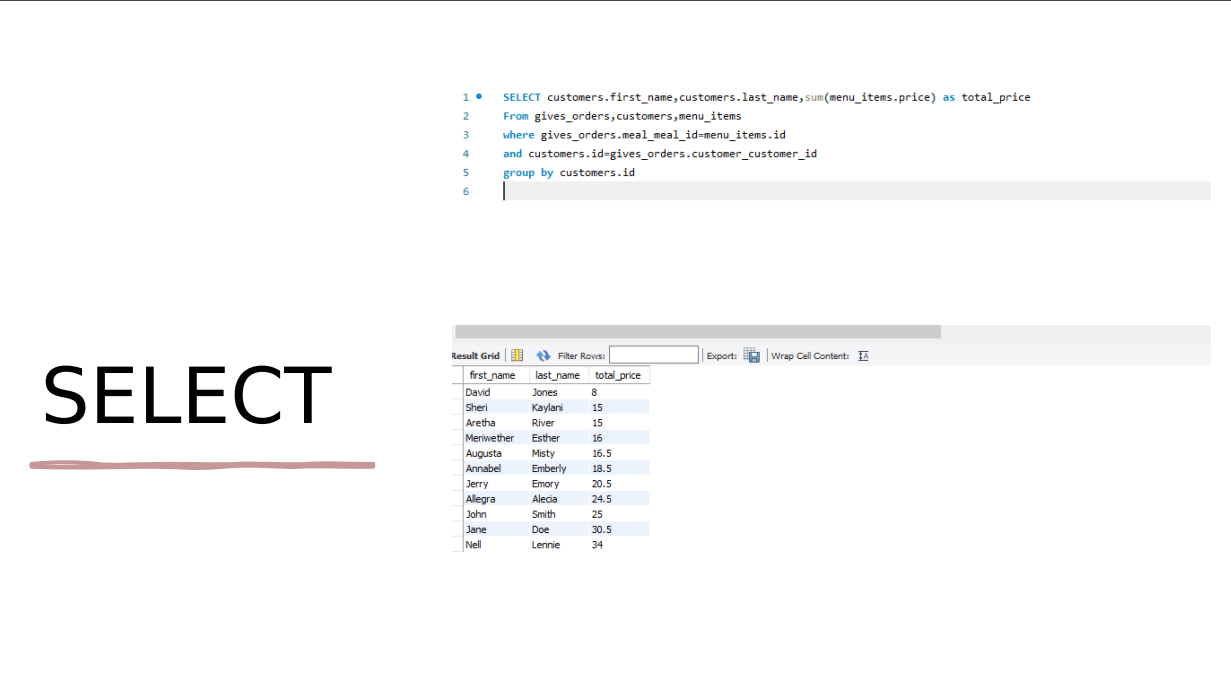 SELECT
1 SELECT customers.first_name,customers.last_name,sum(menu_items.price) as total_price
2 From gives_orders,customers,menu_items
3 where gives_orders.meal_meal_id=menu_items.id
4 and customers.id=gives_orders.customer_customer_id
5 group by customers.id
6
Result Grid Filter Rows: Export: Wrap Cell Content:
first_name last_name total_price
David Jones 8
Sheri Kaylani 15
Aretha River 15
Meriwether Esther 16
Augusta Misty 16.5
Annabel Emberly 18.5
Jerry Emory 20.5
Allegra Alecia 24.5
John Smith 25
Jane Doe 30.5
Nell Lennie 34